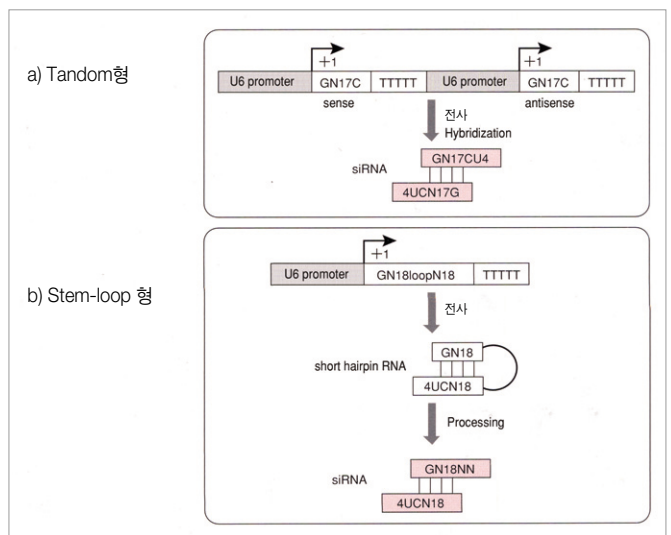 a) Tandom형
+1
+1
U6 promoter GN17C TTTTT U6 promoter GN17C TTTTT
sense
antisense
전사
Hybridization
siRNA
GN17CU4
4UCN17G
b) Stem-loop 형
+1
U6 promoter GN18loopN18 TTTTT
전사
short hairpin RNA
GN18
4UCN18
Processing
siRNA
GN18NN
4UCN18